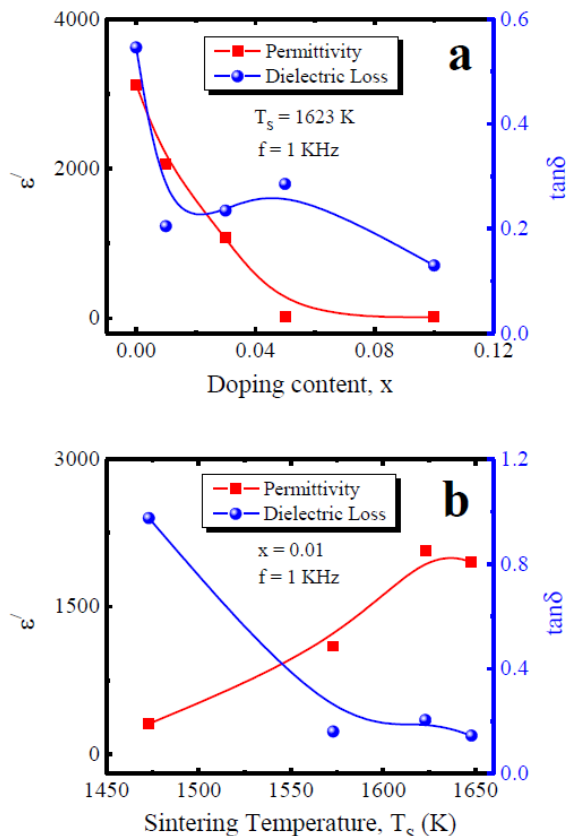 4000
2000
0
ε′
0.6
0.4
0.2
0.0
tanδ
Permittivity
Dielectric Loss
a
T_S = 1623 K
f = 1 KHz
0.00 0.04 0.08 0.12
Doping content, x
3000
1500
0
ε′
1.2
0.8
0.4
0.0
tanδ
Permittivity
Dielectric Loss
b
x = 0.01
f = 1 KHz
1450 1500 1550 1600 1650
Sintering Temperature, T_S (K)